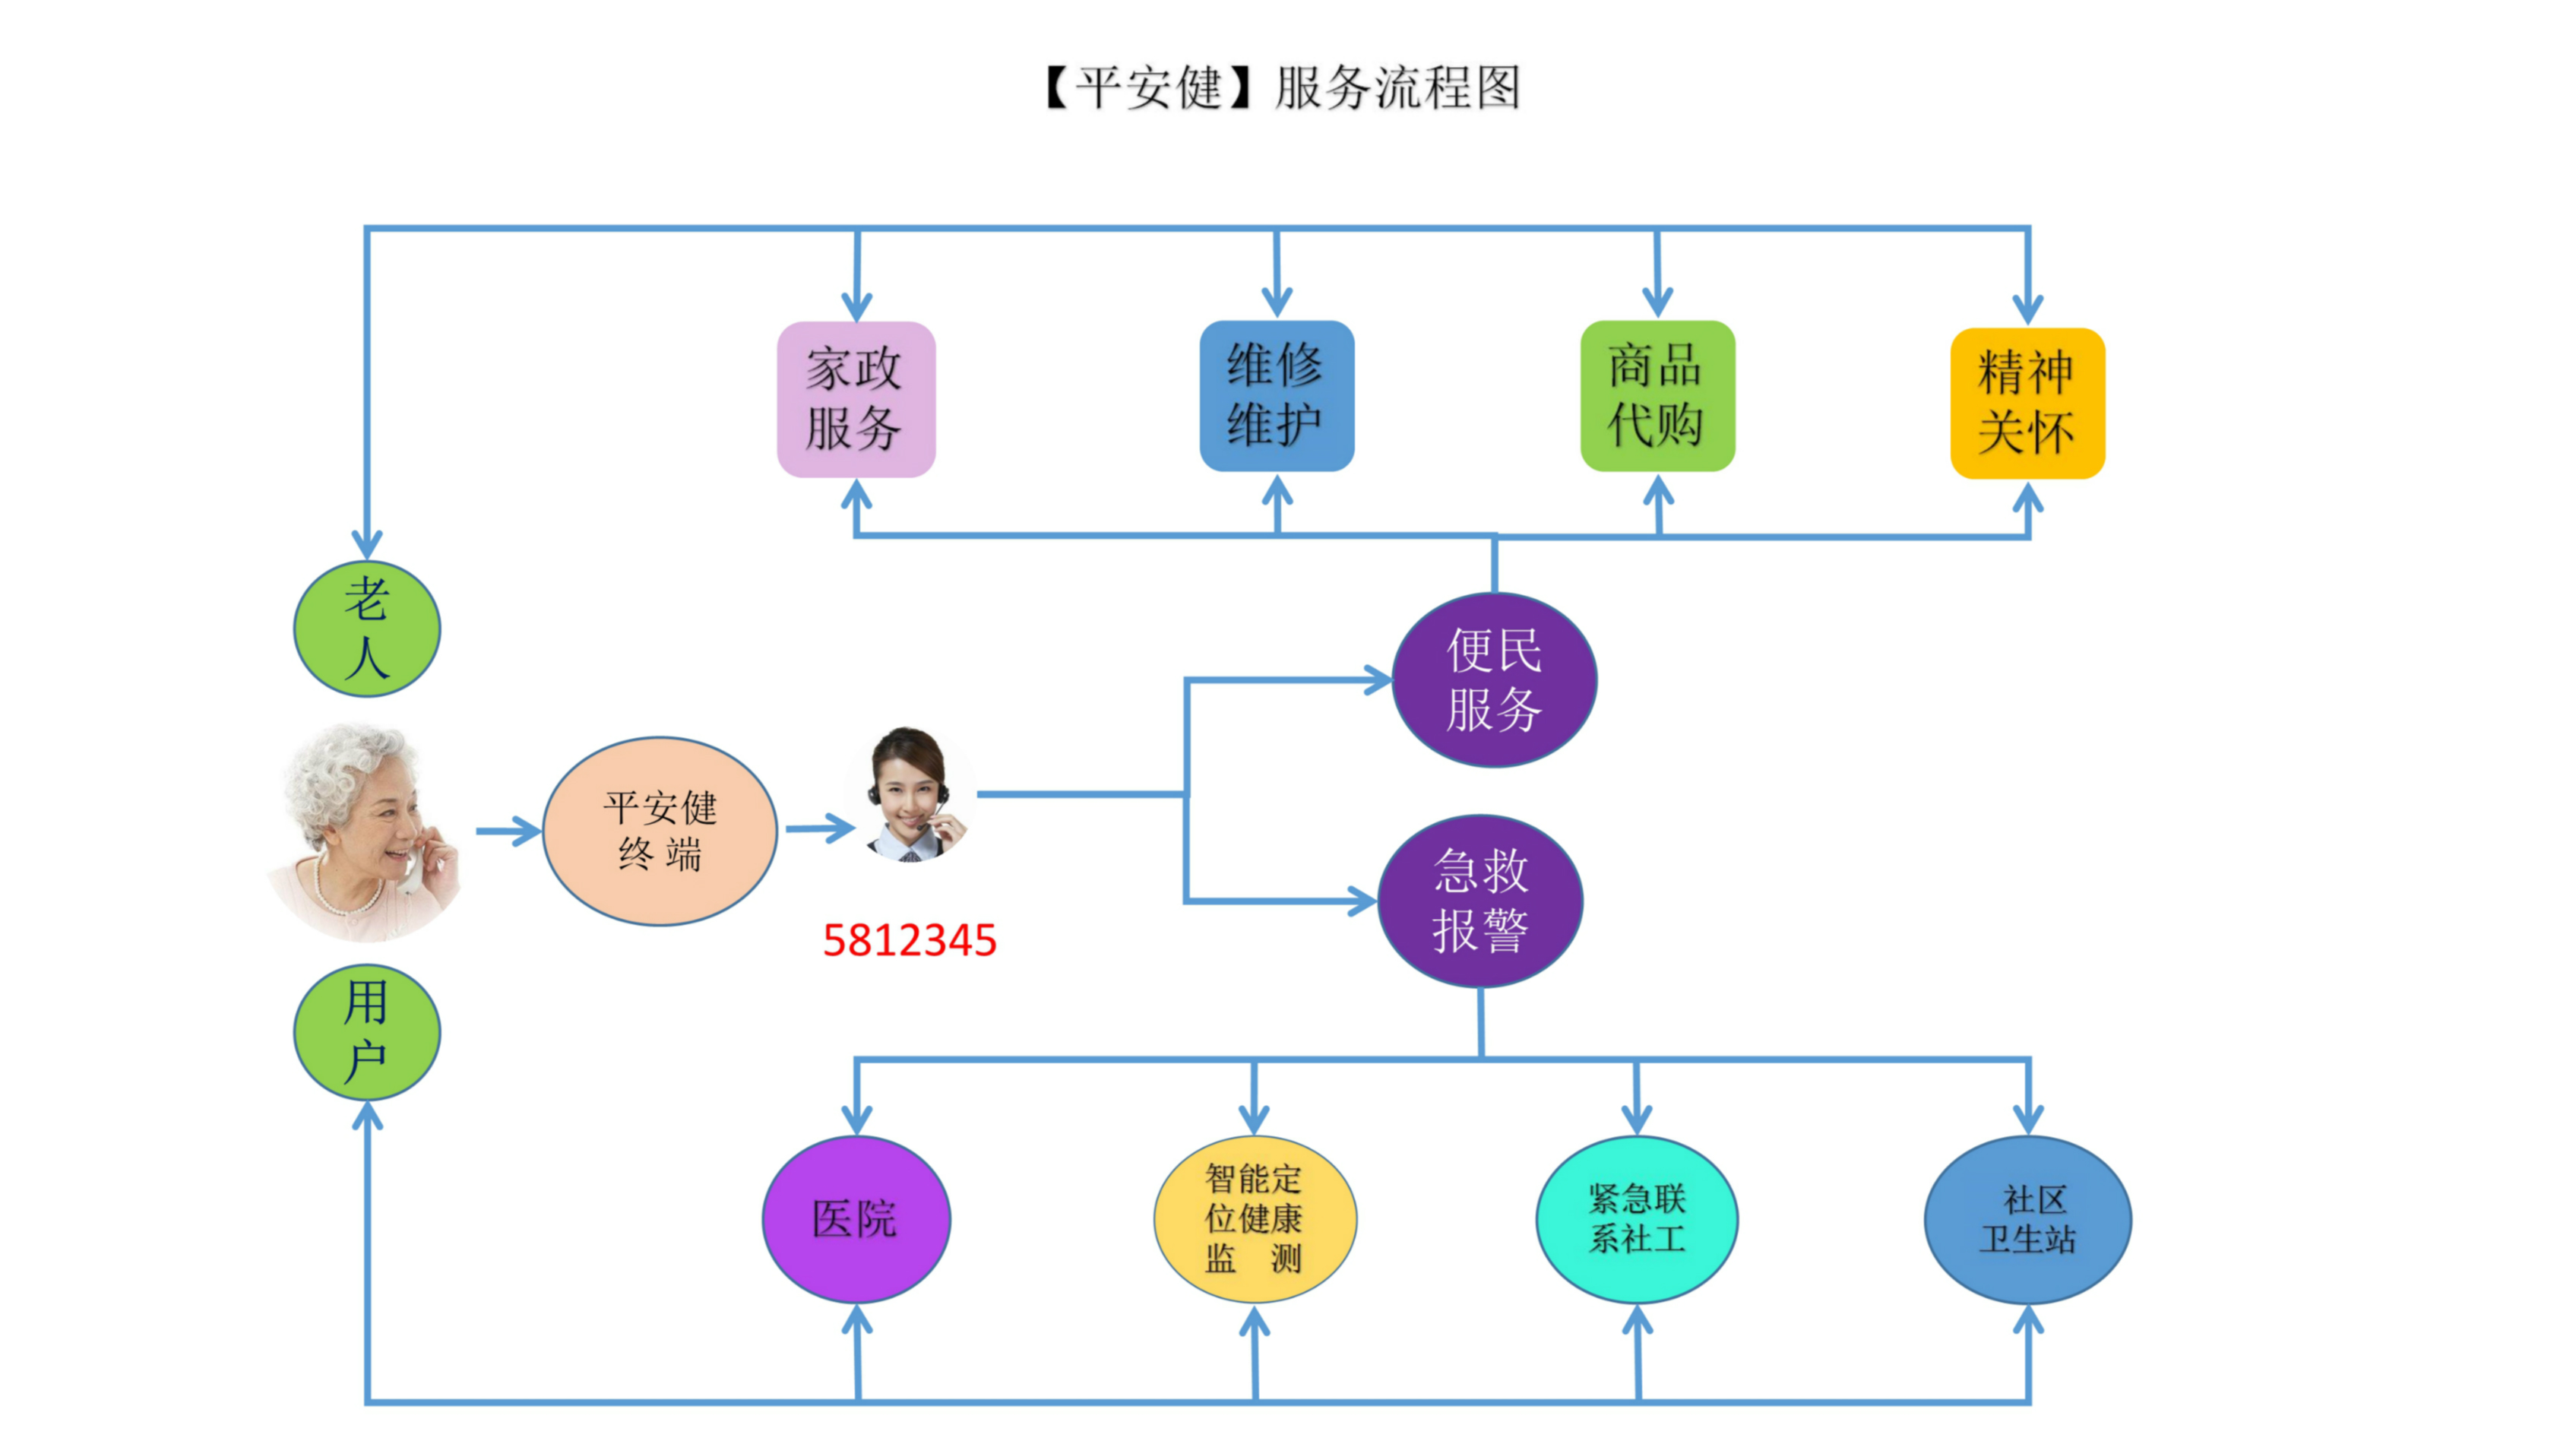 【平安健】服务流程图
家政
服务
维修
维护
商品
代购
精神
关怀
老
人
便民
服务
平安健
终 端
急救
报警
5812345
用
户
医院
智能定
位健康
监 测
紧急联
系社工
社区
卫生站